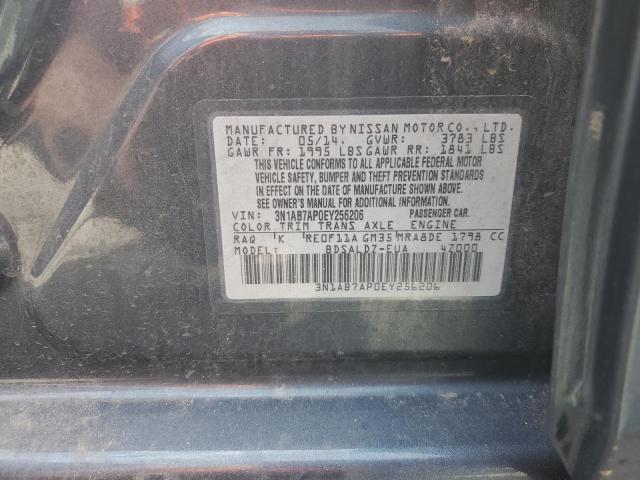 MANUFACTURED BY NISSAN MOTOR CO., LTD.
DATE: 05/14. GVWR: 3783 LBS
GAWR FR: 1995 LBS GAWR RR: 1841 LBS
THIS VEHICLE CONFORMS TO ALL APPLICABLE FEDERAL MOTOR
VEHICLE SAFETY, BUMPER AND THEFT PREVENTION STANDARDS
IN EFFECT ON THE DATE OF MANUFACTURE SHOWN ABOVE.
SEE OWNER'S MANUAL FOR ADDITIONAL INFORMATION
VIN: 3N1AB7AP0EY256206 PASSENGER CAR.
COLOR TRIM TRANS AXLE ENGINE
RAQ 'K 'RE0F11A GM35 'MRA8DE 1798 CC
MODEL: BDSALD7-EUA 4Z000
3N1AB7AP0EY256206